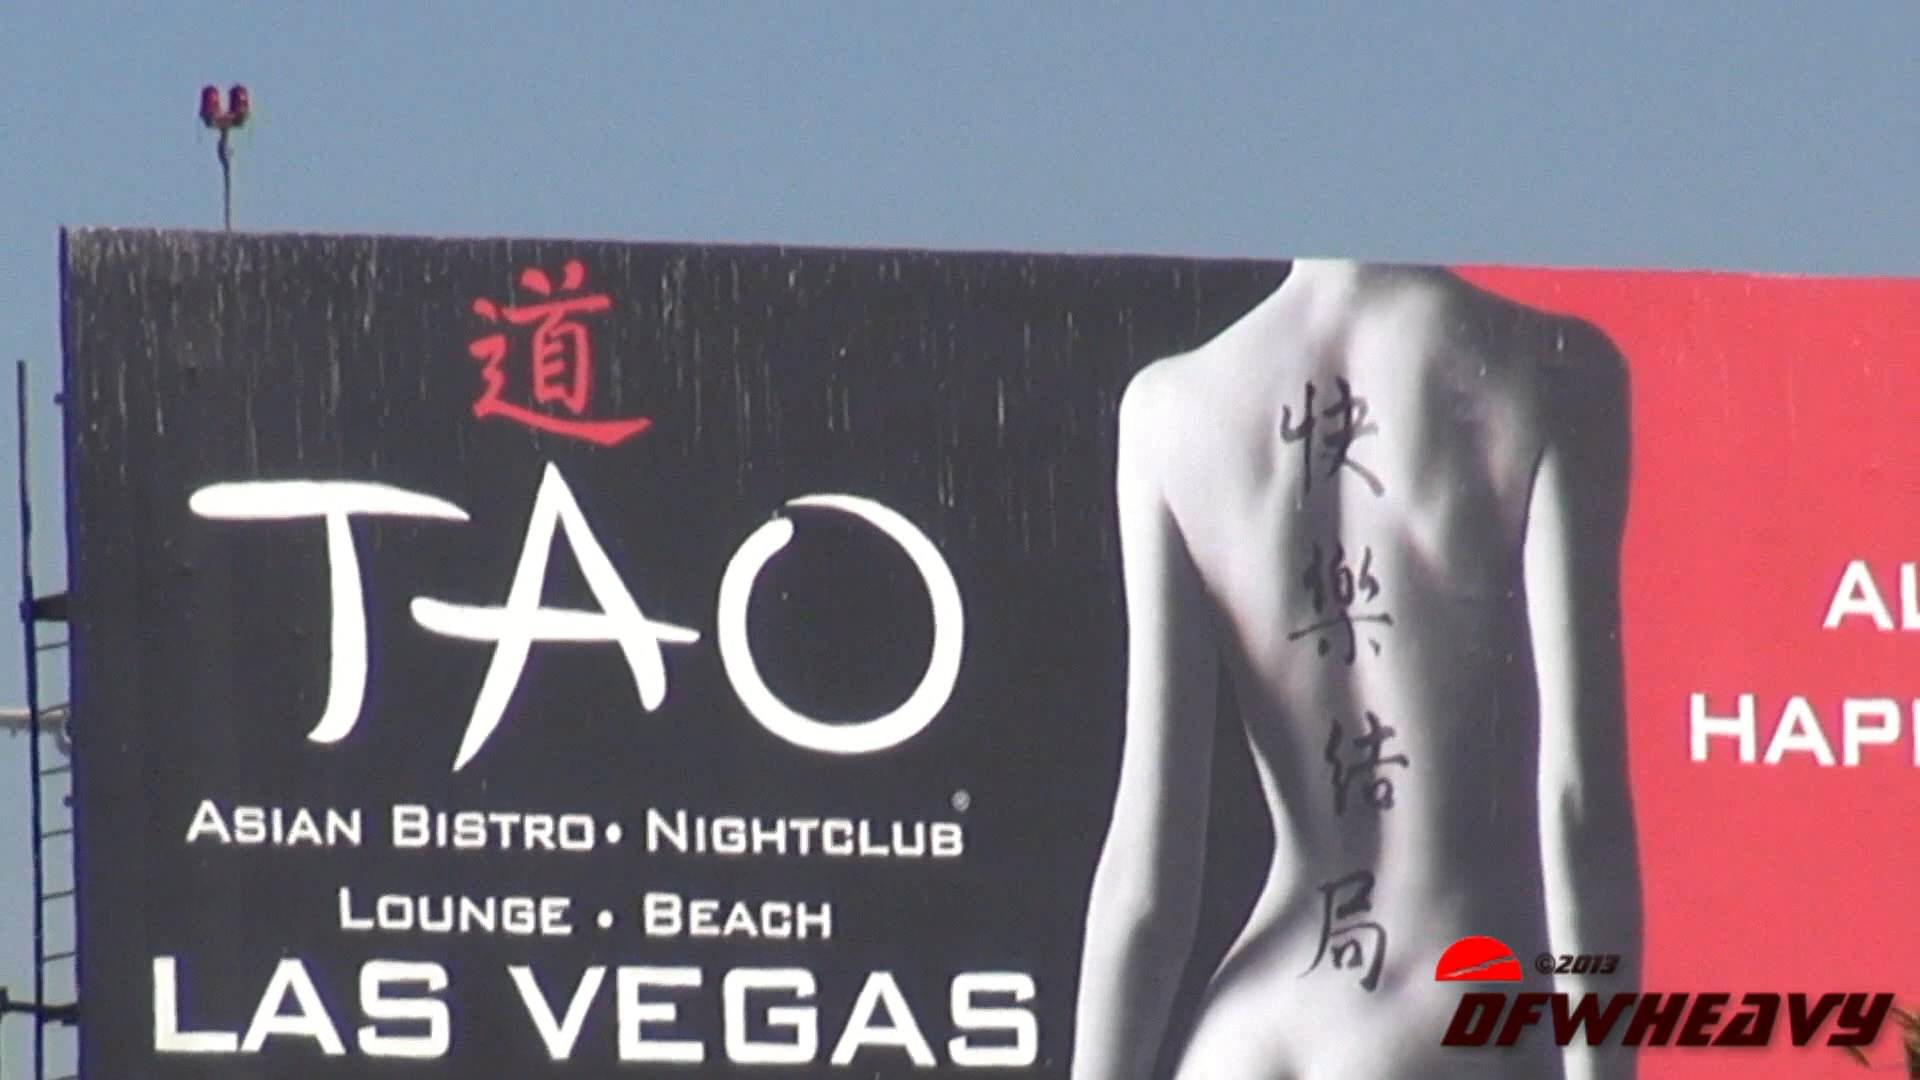 道
TAO
ASIAN BISTRO • NIGHTCLUB®
LOUNGE • BEACH
LAS VEGAS
快樂结局
AL
HAPP
©2013
DFWHEAVY